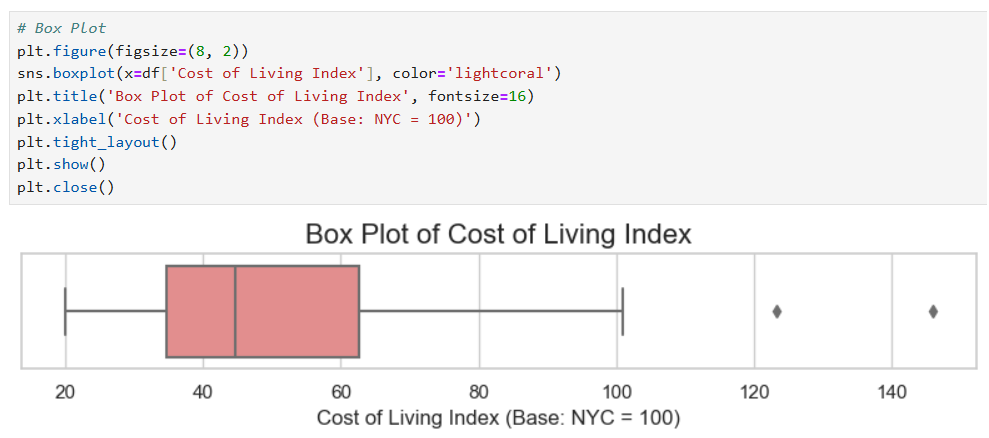 # Box Plot
plt.figure(figsize=(8, 2))
sns.boxplot(x=df['Cost of Living Index'], color='lightcoral')
plt.title('Box Plot of Cost of Living Index', fontsize=16)
plt.xlabel('Cost of Living Index (Base: NYC = 100)')
plt.tight_layout()
plt.show()
plt.close()
Box Plot of Cost of Living Index
20 40 60 80 100 120 140
Cost of Living Index (Base: NYC = 100)